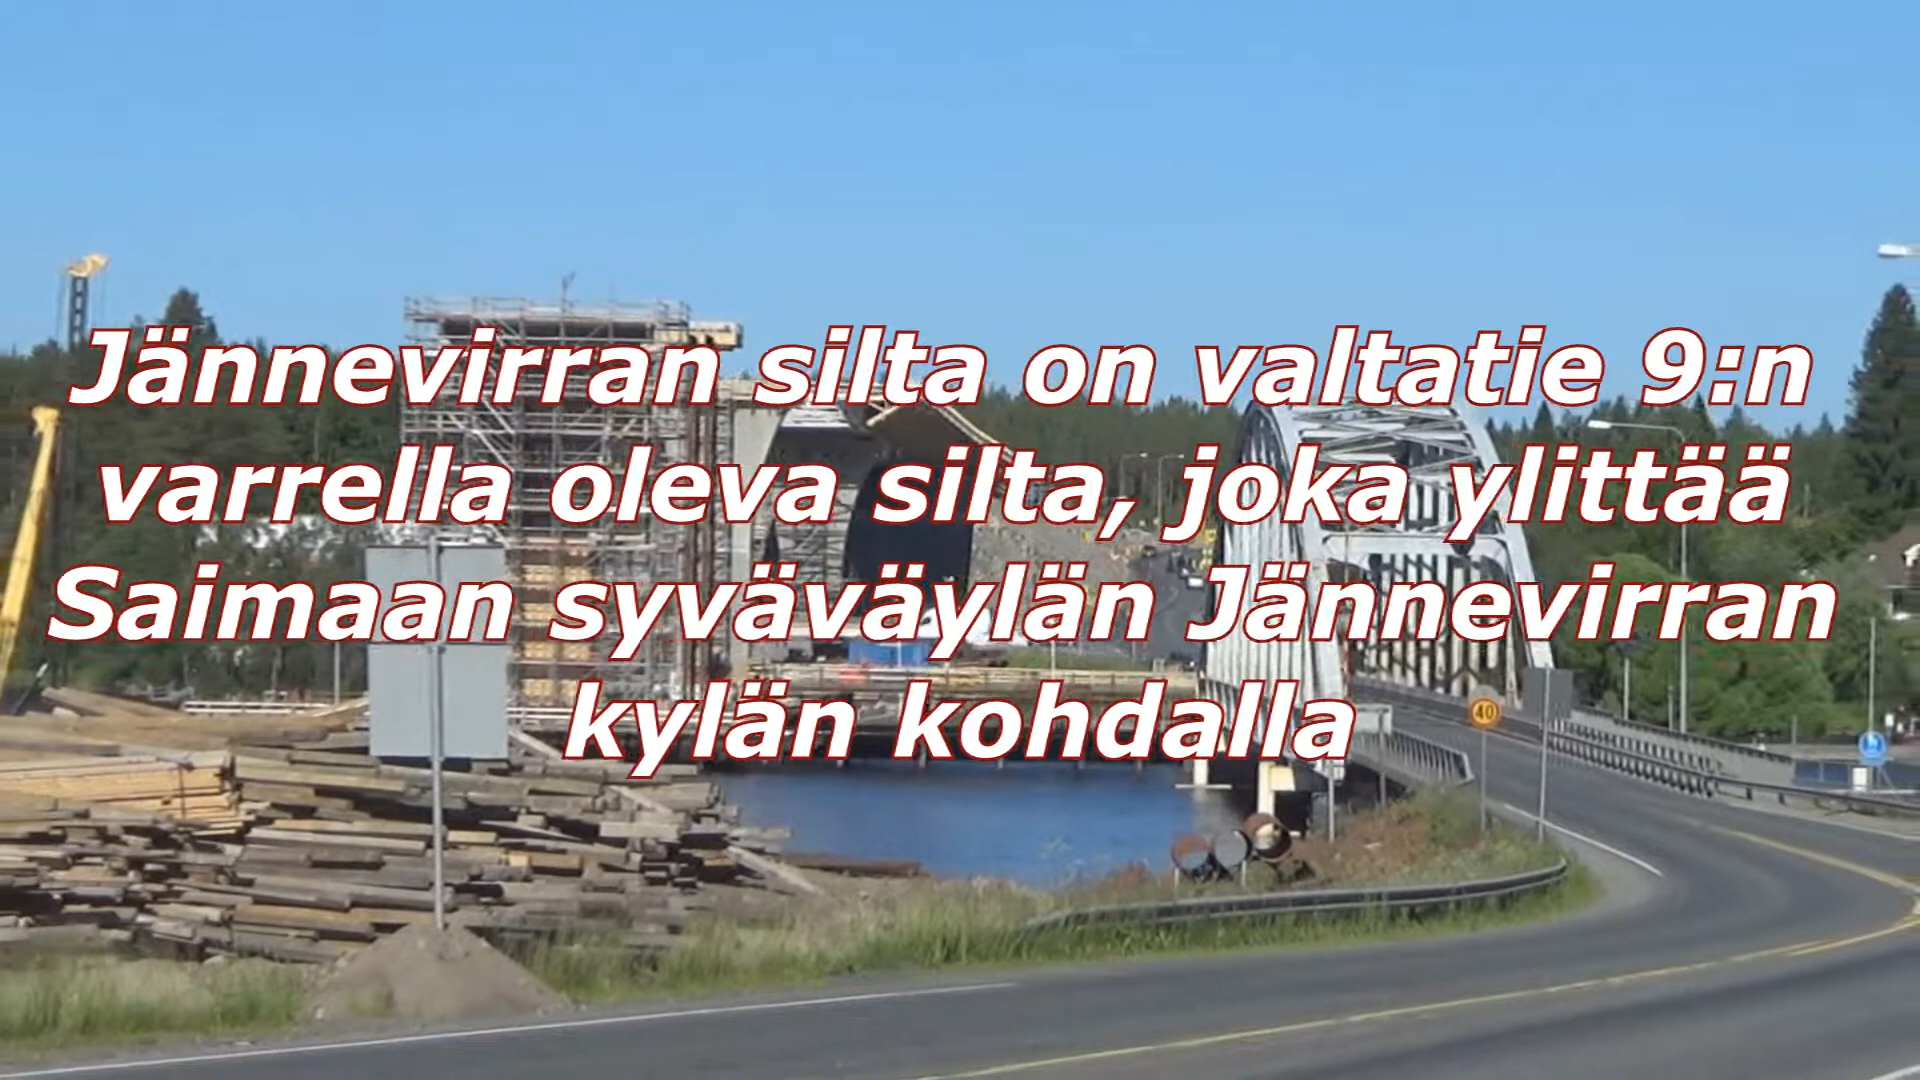 Jännevirran silta on valtatie 9:n
varrella oleva silta, joka ylittää
Saimaan syväväylän Jännevirran
kylän kohdalla
40